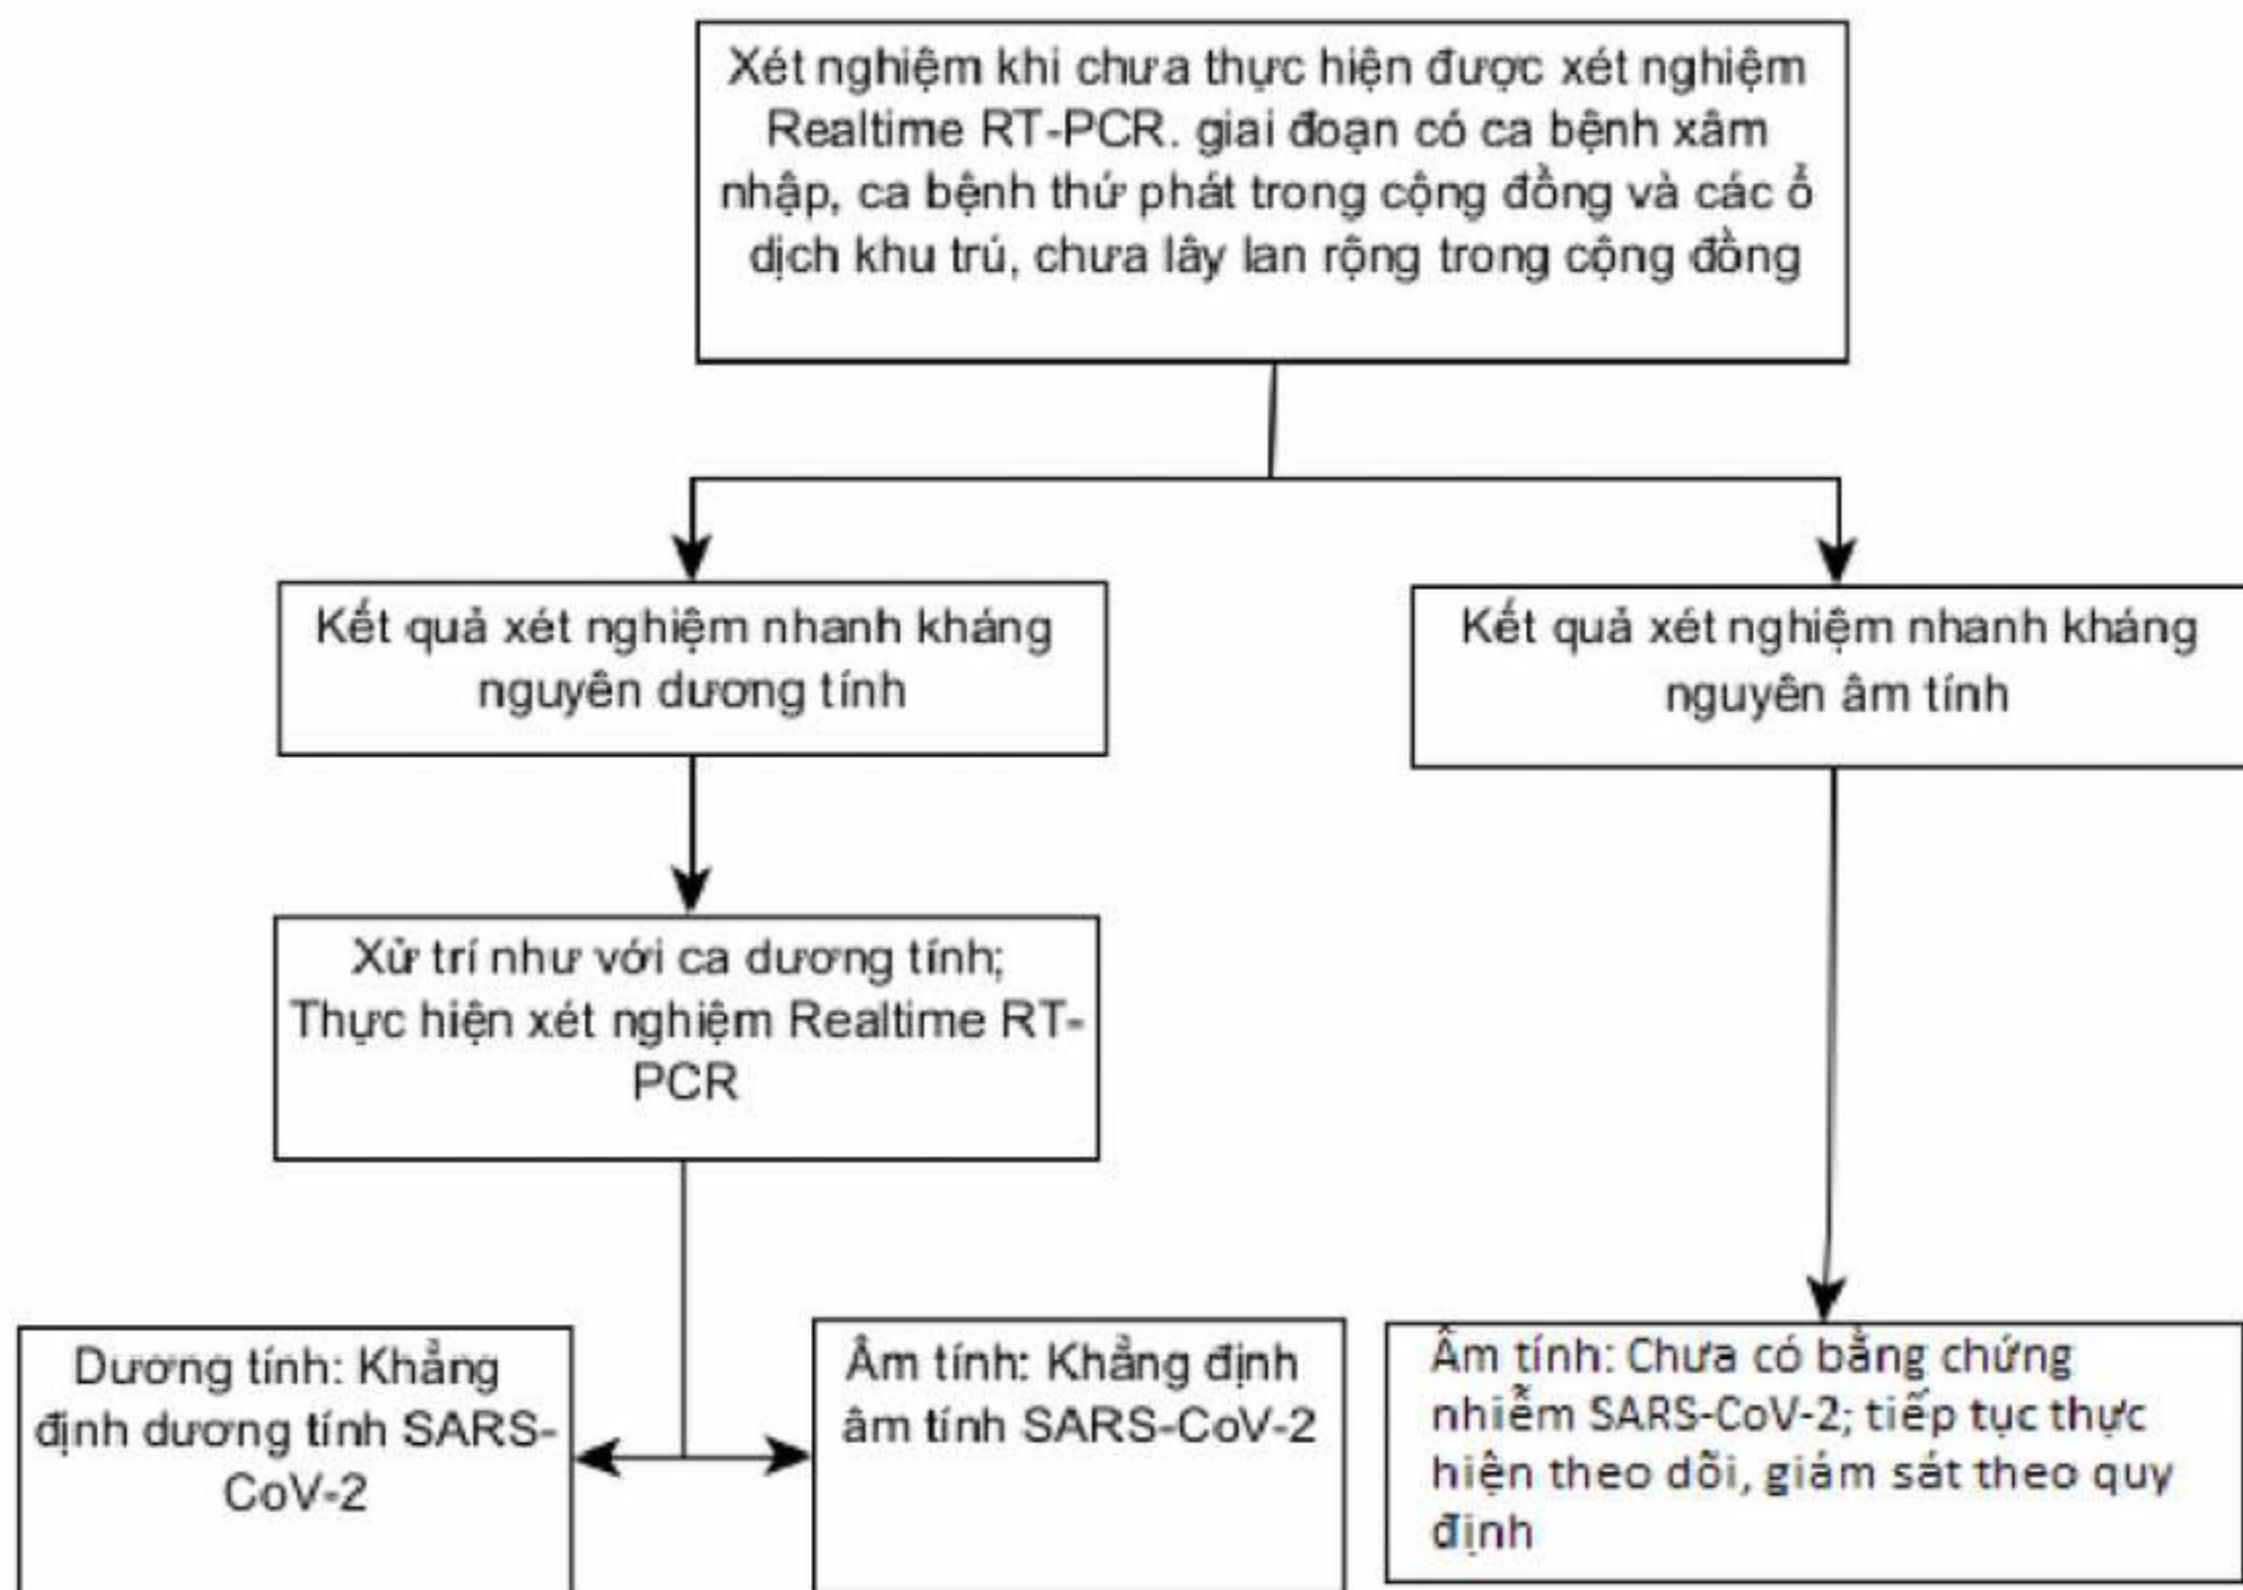 Xét nghiệm khi chưa thực hiện được xét nghiệm
Realtime RT-PCR. giai đoạn có ca bệnh xâm
nhập, ca bệnh thứ phát trong cộng đồng và các ổ
dịch khu trú, chưa lây lan rộng trong cộng đồng
Kết quả xét nghiệm nhanh kháng
nguyên dương tính
Kết quả xét nghiệm nhanh kháng
nguyên âm tính
Xử trí như với ca dương tính;
Thực hiện xét nghiệm Realtime RT-
PCR
Dương tính: Khẳng
định dương tính SARS-
CoV-2
Âm tính: Khẳng định
âm tính SARS-CoV-2
Âm tính: Chưa có bằng chứng
nhiễm SARS-CoV-2; tiếp tục thực
hiện theo dõi, giám sát theo quy
định